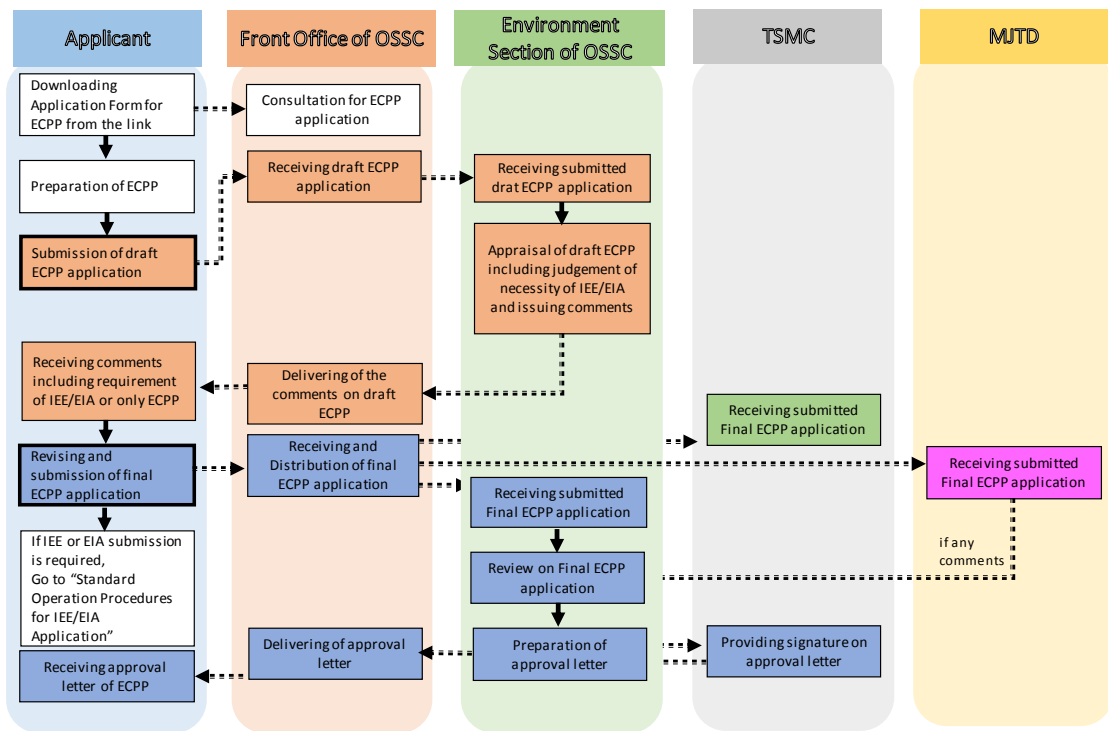 Applicant
Front Office of OSSC
Environment
Section of OSSC
TSMC
MJTD
Downloading
Application Form for
ECPP from the link
Consultation for ECPP
application
Preparation of ECPP
Receiving draft ECPP
application
Receiving submitted
drat ECPP application
Submission of draft
ECPP application
Appraisal of draft ECPP
including judgement of
necessity of IEE/EIA
and issuing comments
Receiving comments
including requirement
of IEE/EIA or only ECPP
Delivering of the
comments on draft
ECPP
Receiving submitted
Final ECPP application
Revising and
submission of final
ECPP application
Receiving and
Distribution of final
ECPP application
Receiving submitted
Final ECPP application
Receiving submitted
Final ECPP application
if any
comments
If IEE or EIA submission
is required,
Go to “Standard
Operation Procedures
for IEE/EIA
Application”
Review on Final ECPP
application
Delivering of approval
letter
Preparation of
approval letter
Providing signature on
approval letter
Receiving approval
letter of ECPP